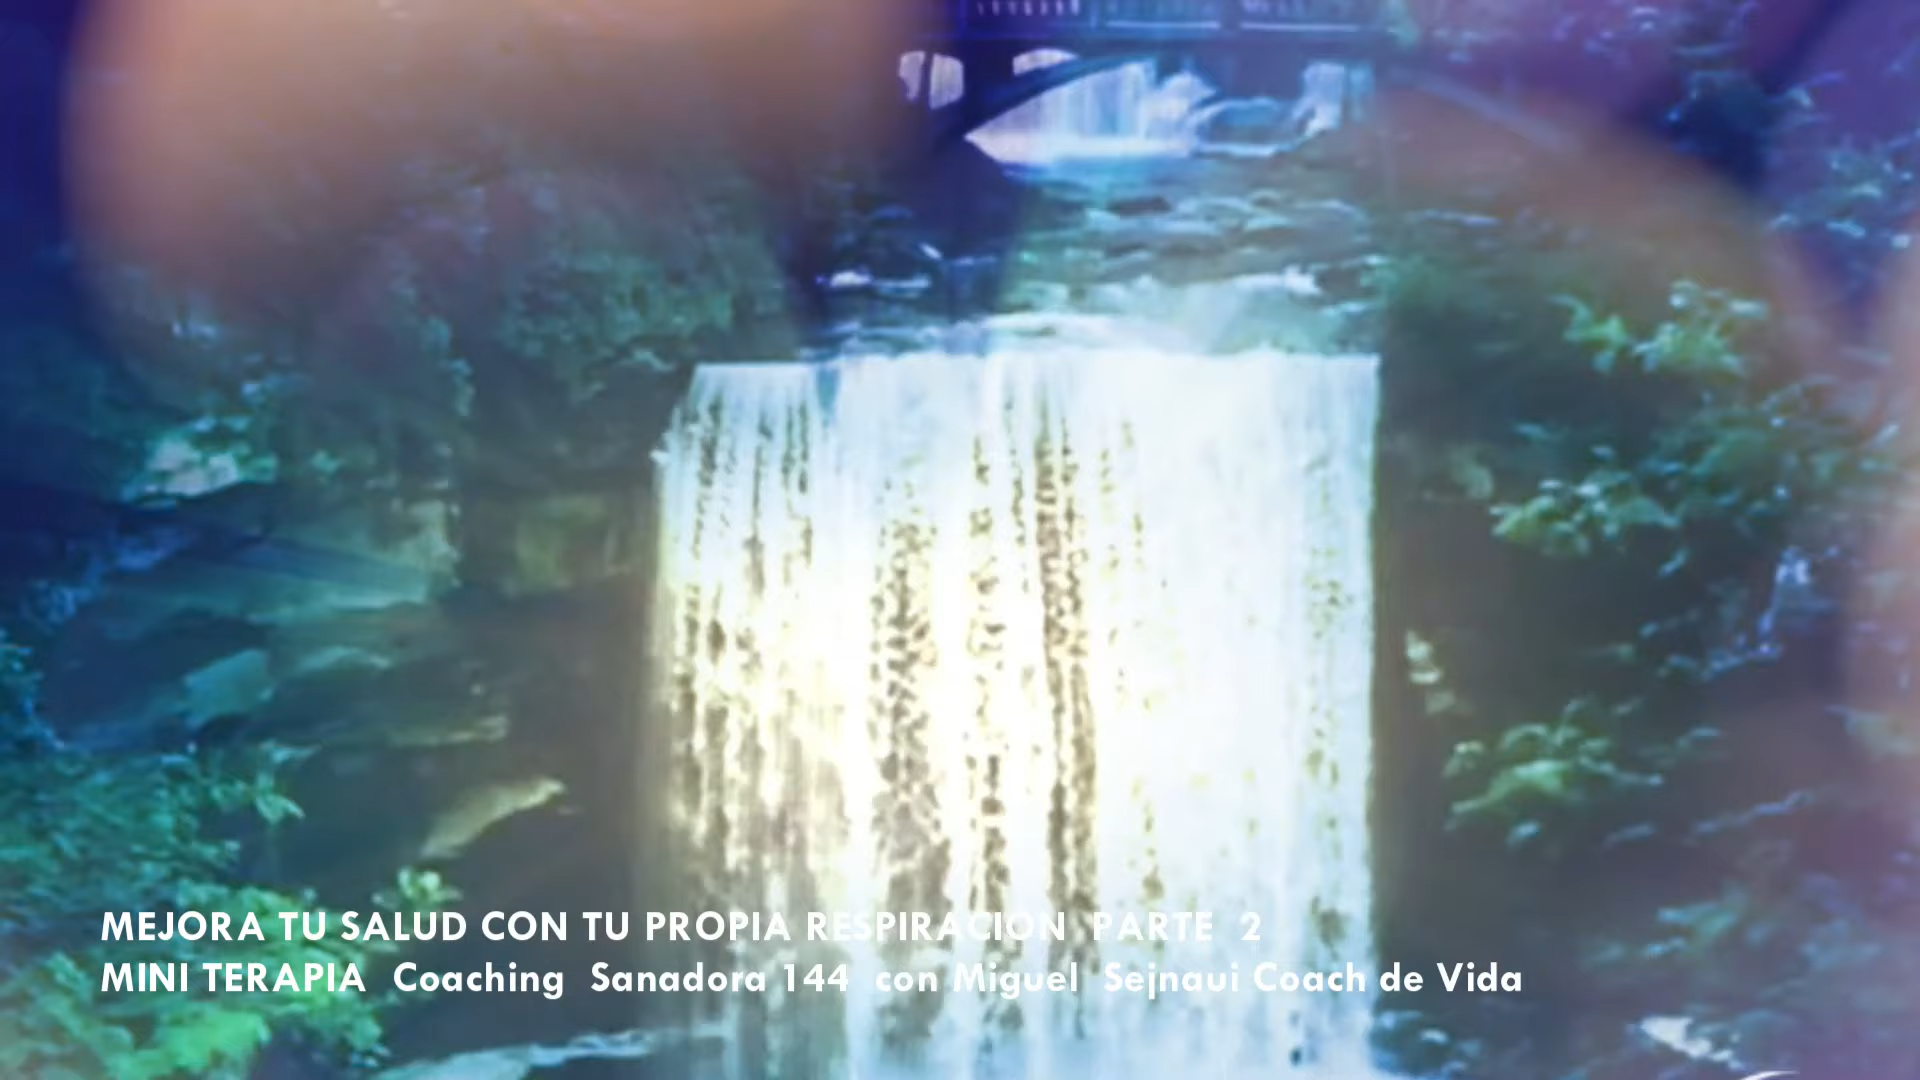 MEJORA TU SALUD CON TU PROPIA RESPIRACION PARTE 2
MINI TERAPIA Coaching Sanadora 144 con Miguel Sejnaui Coach de Vida